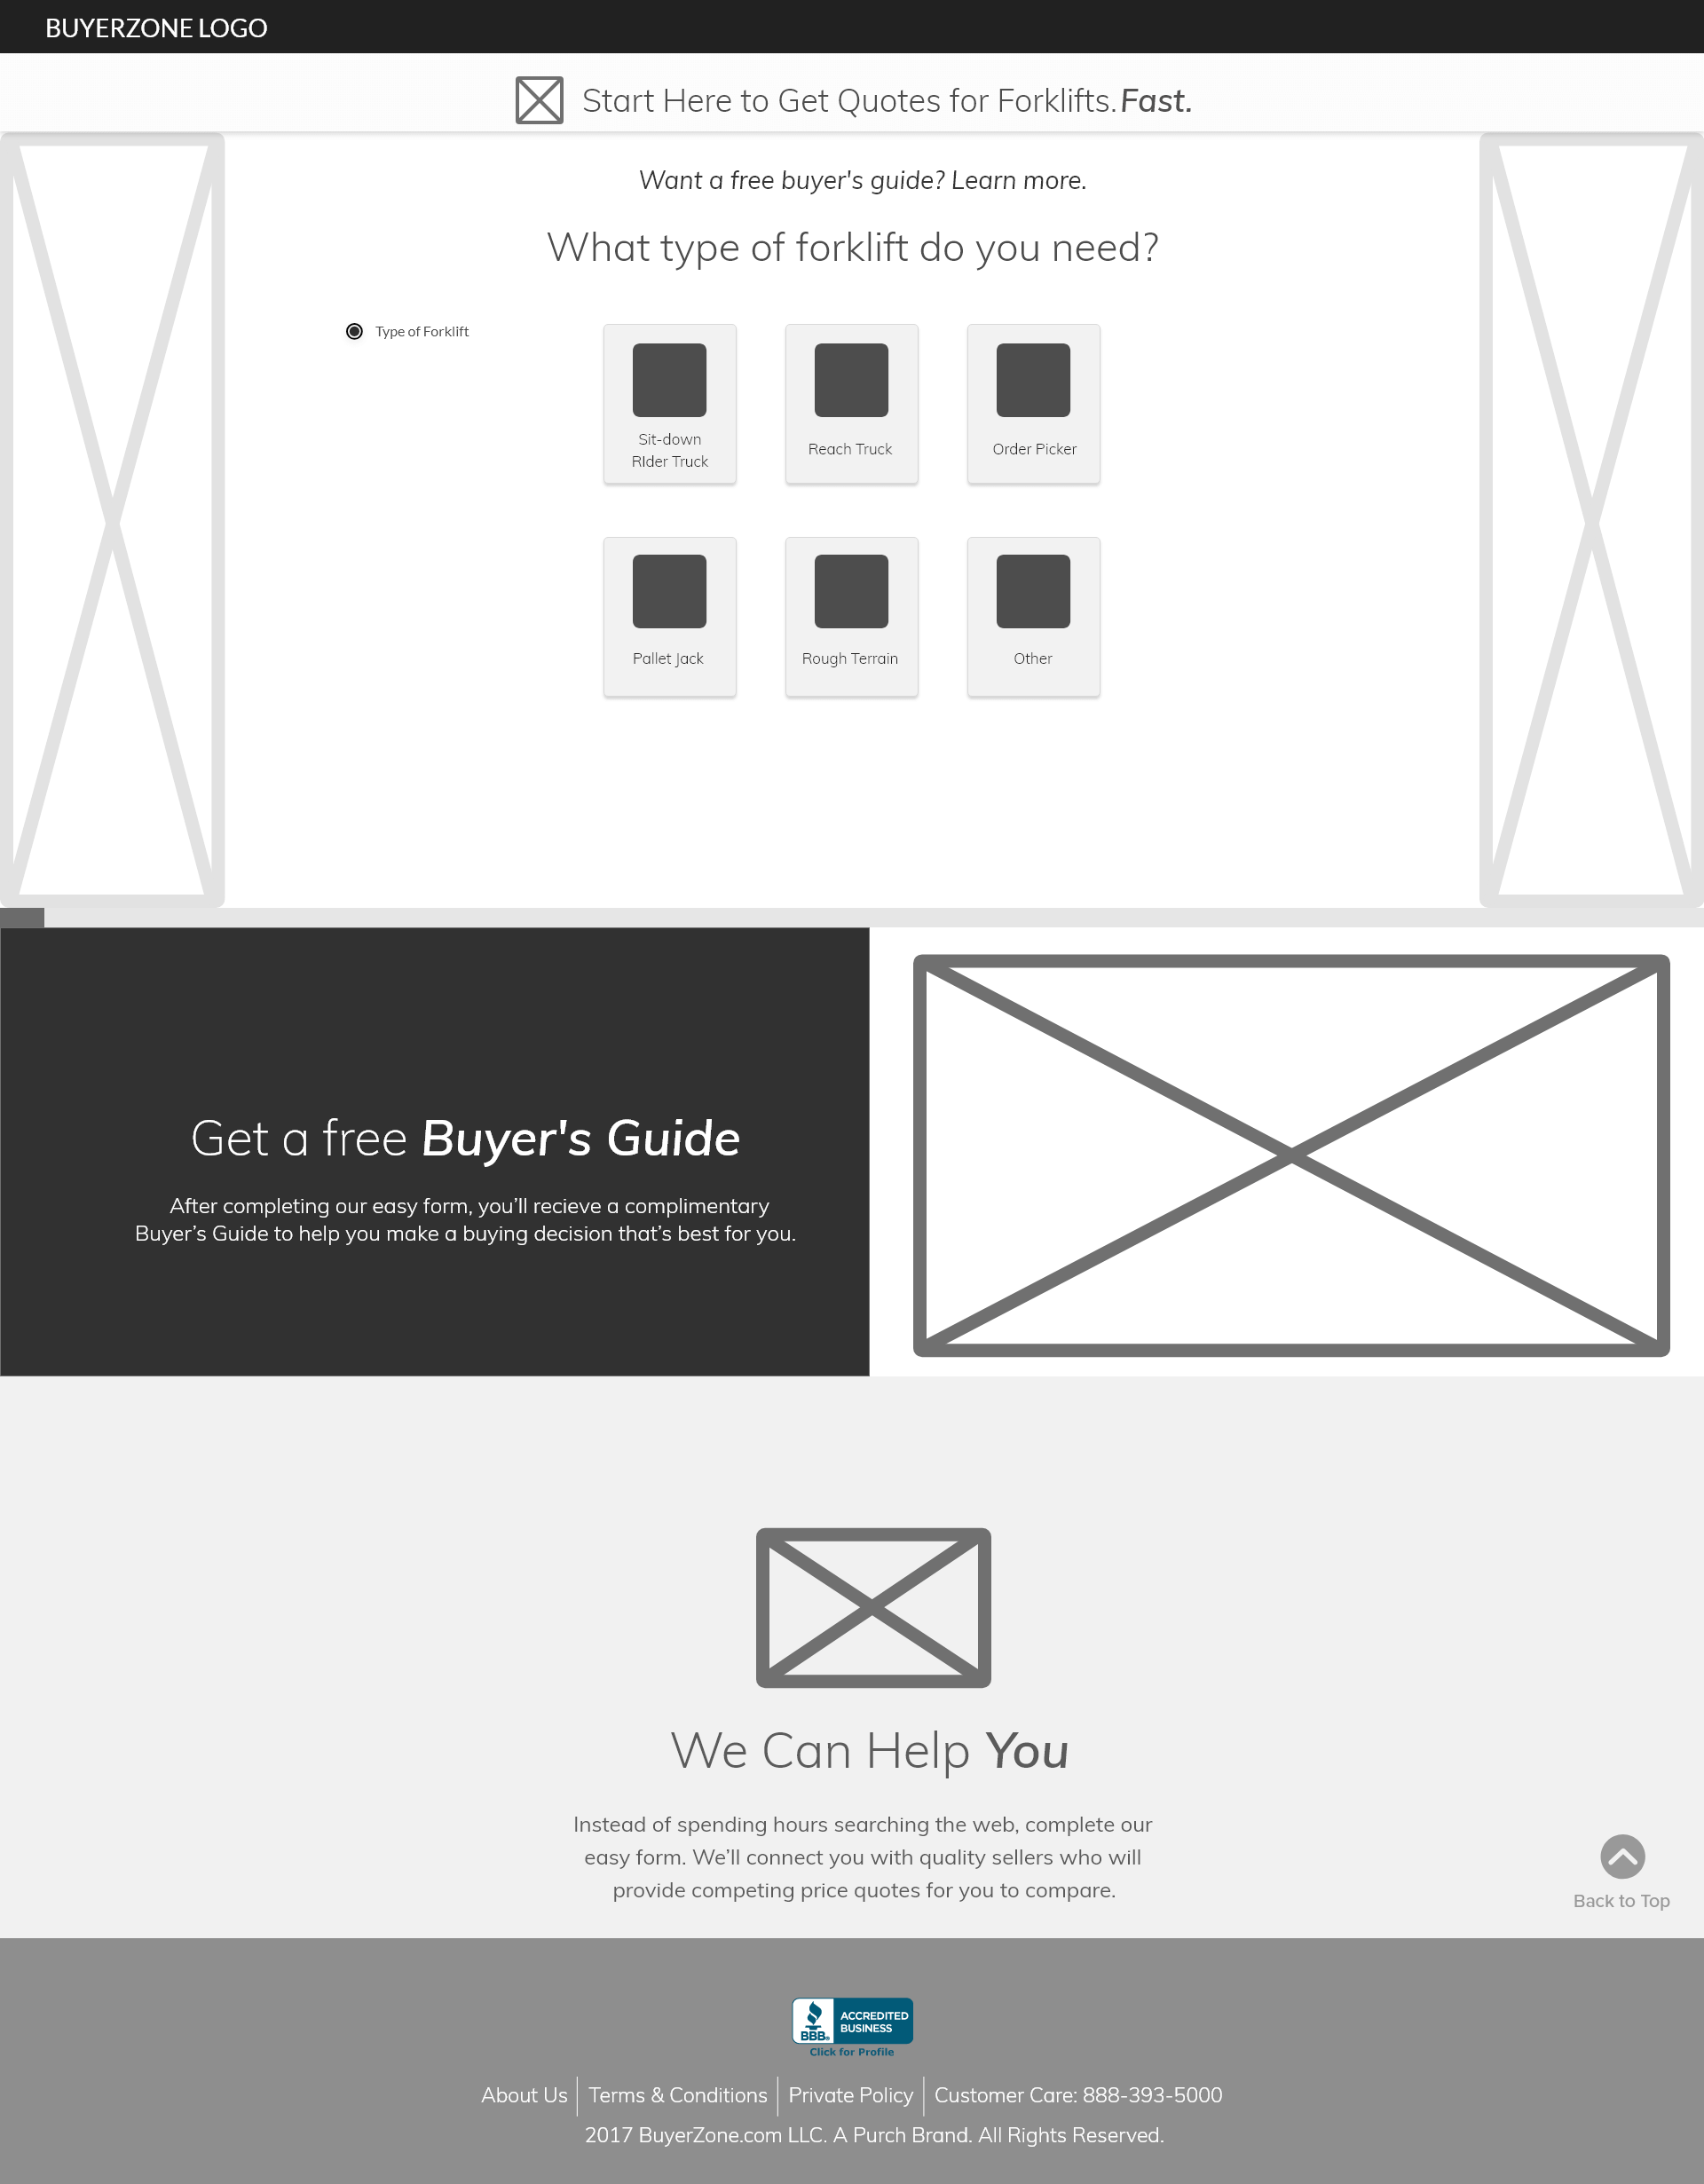 BUYERZONE LOGO
Start Here to Get Quotes for Forklifts. Fast.
Want a free buyer's guide? Learn more.
What type of forklift do you need?
Type of Forklift
Sit-down
RIder Truck
Reach Truck
Order Picker
Pallet Jack
Rough Terrain
Other
Get a free Buyer's Guide
After completing our easy form, you’ll recieve a complimentary
Buyer’s Guide to help you make a buying decision that’s best for you.
We Can Help You
Instead of spending hours searching the web, complete our
easy form. We’ll connect you with quality sellers who will
provide competing price quotes for you to compare.
Back to Top
BBB®
ACCREDITED
BUSINESS
Click for Profile
About Us
Terms & Conditions
Private Policy
Customer Care: 888-393-5000
2017 BuyerZone.com LLC. A Purch Brand. All Rights Reserved.